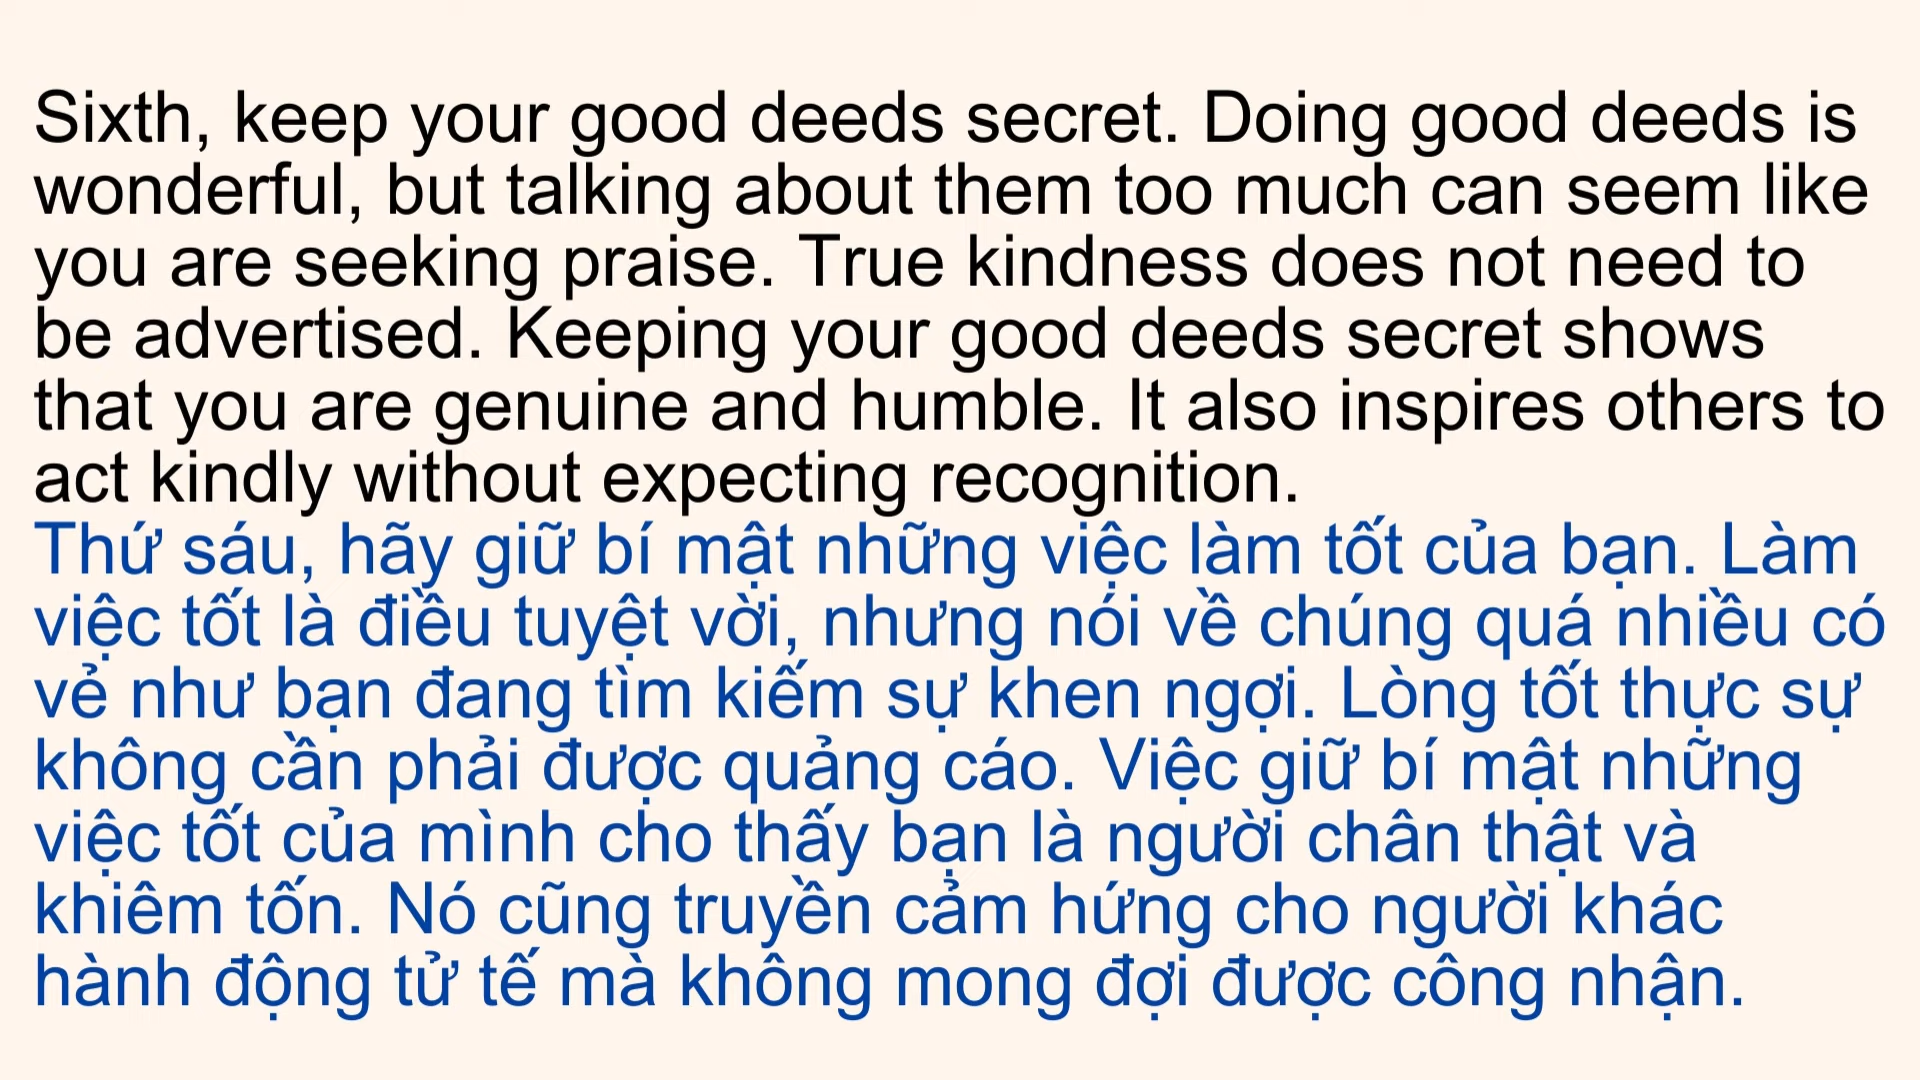 Sixth, keep your good deeds secret. Doing good deeds is
wonderful, but talking about them too much can seem like
you are seeking praise. True kindness does not need to
be advertised. Keeping your good deeds secret shows
that you are genuine and humble. It also inspires others to
act kindly without expecting recognition.
Thứ sáu, hãy giữ bí mật những việc làm tốt của bạn. Làm
việc tốt là điều tuyệt vời, nhưng nói về chúng quá nhiều có
vẻ như bạn đang tìm kiếm sự khen ngợi. Lòng tốt thực sự
không cần phải được quảng cáo. Việc giữ bí mật những
việc tốt của mình cho thấy bạn là người chân thật và
khiêm tốn. Nó cũng truyền cảm hứng cho người khác
hành động tử tế mà không mong đợi được công nhận.